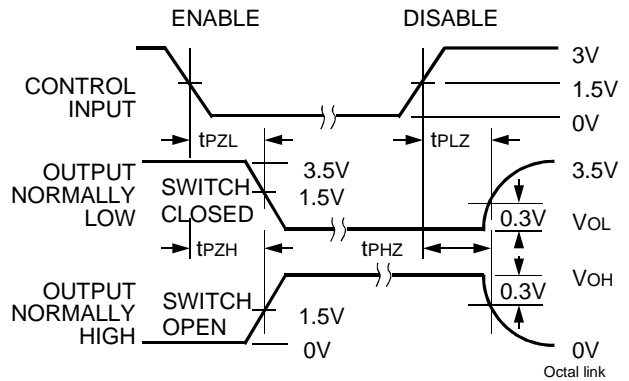 ENABLE DISABLE
3V
CONTROL
INPUT
1.5V
0V
tPZL tPLZ
OUTPUT
NORMALLY
LOW
SWITCH
CLOSED
3.5V
1.5V
3.5V
0.3V
VOL
tPZH tPHZ
OUTPUT
NORMALLY
HIGH
SWITCH
OPEN
1.5V
0V
VOH
0.3V
0V
Octal link